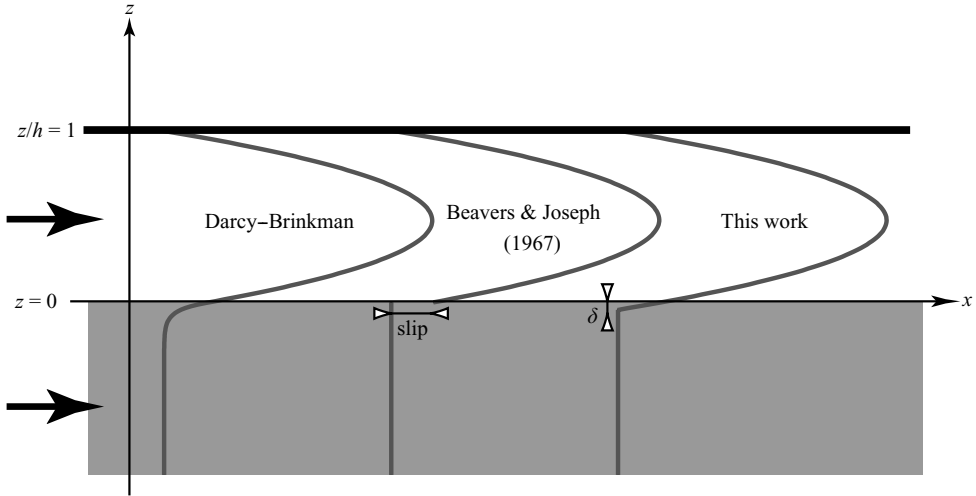 z
z/h = 1
Darcy–Brinkman
Beavers & Joseph
(1967)
This work
z = 0
x
slip
δ